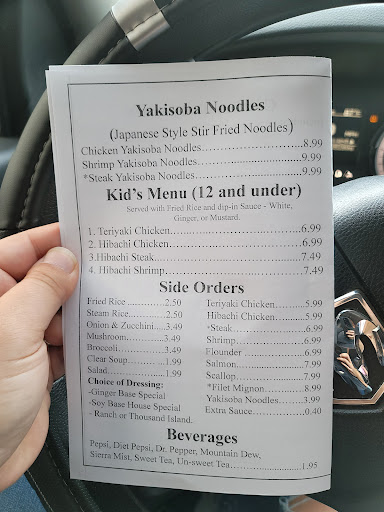 Yakisoba Noodles
(Japanese Style Stir Fried Noodles)
Chicken Yakisoba Noodles.......................8.99
Shrimp Yakisoba Noodles........................9.99
*Steak Yakisoba Noodles.........................9.99
Kid's Menu (12 and under)
Served with Fried Rice and dip-in Sauce - White,
Ginger, or Mustard.
1. Teriyaki Chicken..............................6.99
2. Hibachi Chicken..............................6.99
3.Hibachi Steak..................................7.49
4. Hibachi Shrimp...............................7.49
Side Orders
Fried Rice ............2.50
Steam Rice...........2.50
Onion & Zuccini....3.49
Mushroom...........3.49
Broccoli..............3.49
Clear Soup..........1.99
Salad..................1.99
Choice of Dressing:
-Ginger Base Special
-Soy Base House Special
- Ranch or Thousand Island.
Teriyaki Chicken..........5.99
Hibachi Chicken..........5.99
*Steak........................6.99
Shrimp.......................6.99
Flounder ...................6.99
Salmon.......................7.99
Scallop.......................7.99
*Filet Mignon.............8.99
Yakisoba Noodles.......3.99
Extra Sauce................0.40
Beverages
Pepsi, Diet Pepsi, Dr. Pepper, Mountain Dew,
Sierra Mist, Sweet Tea, Un-sweet Tea.....................1.95